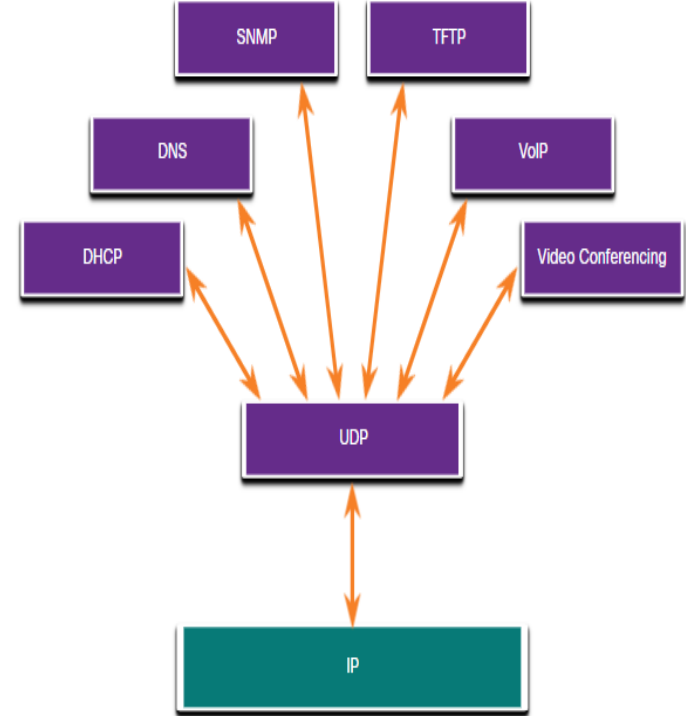 SNMP
TFTP
DNS
VoIP
DHCP
Video Conferencing
UDP
IP